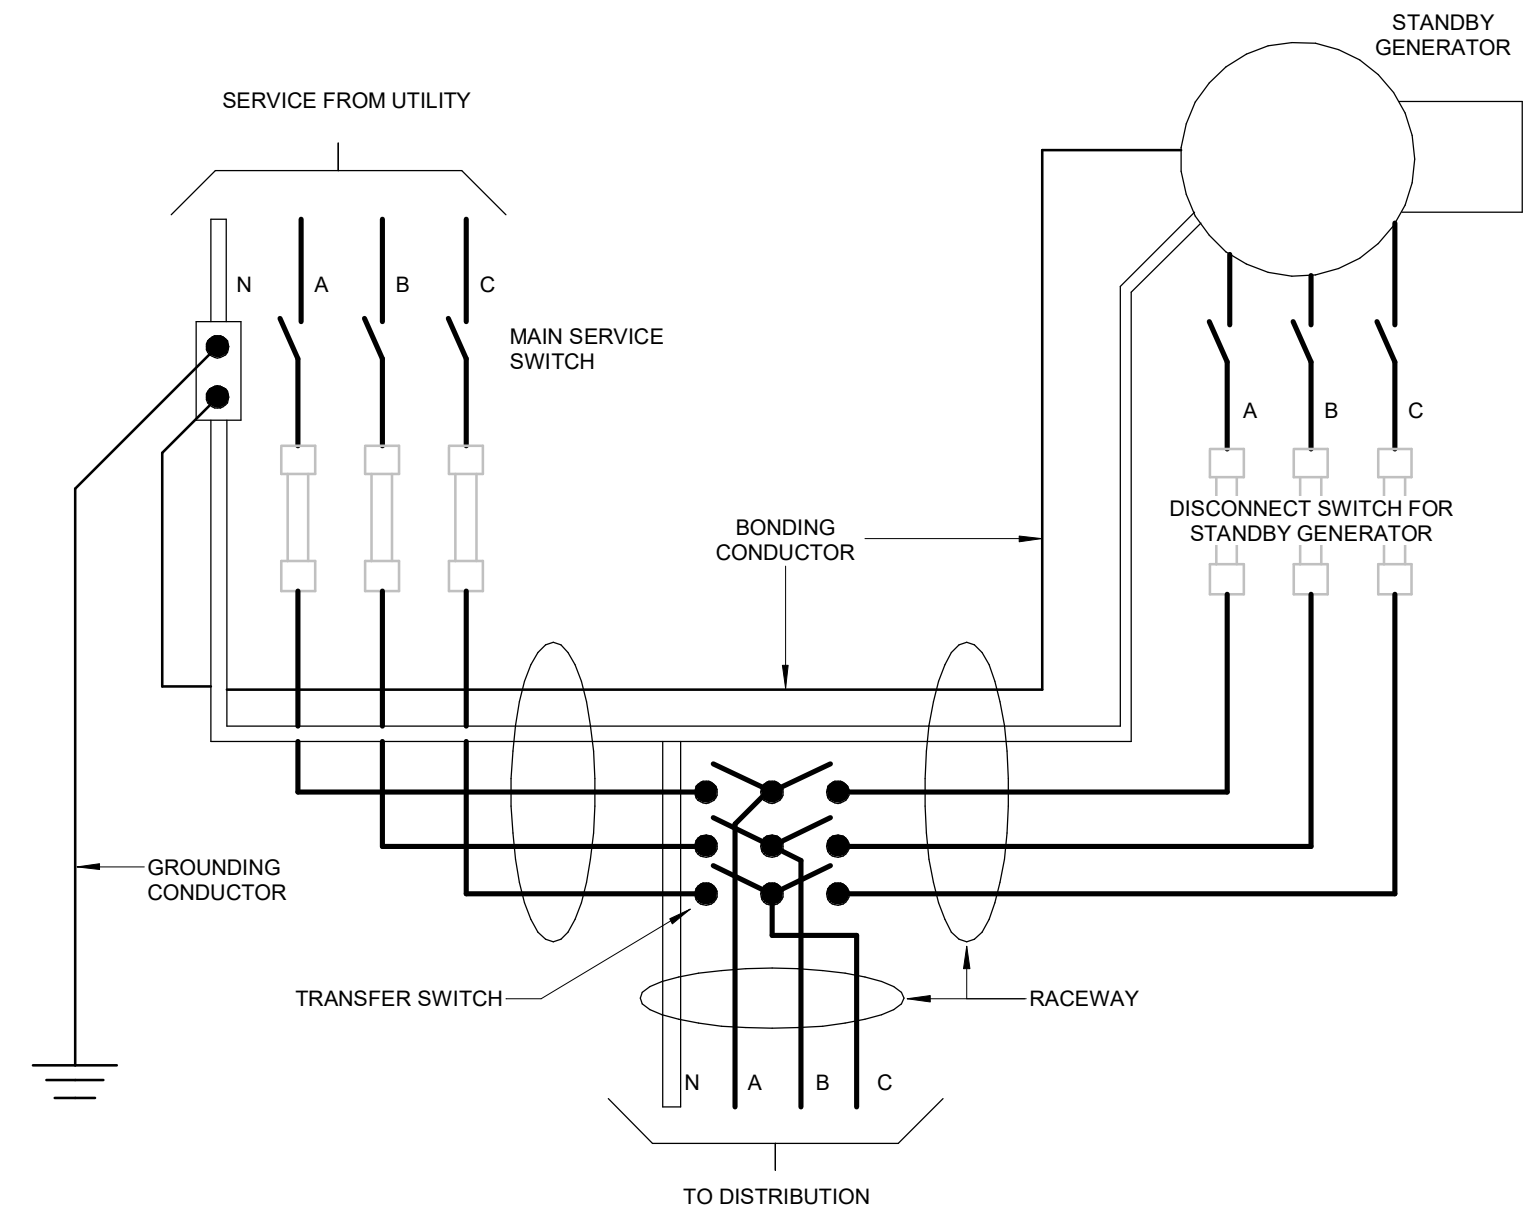 STANDBY
GENERATOR
SERVICE FROM UTILITY
N
A
B
C
MAIN SERVICE
SWITCH
A
B
C
DISCONNECT SWITCH FOR
STANDBY GENERATOR
BONDING
CONDUCTOR
GROUNDING
CONDUCTOR
TRANSFER SWITCH
RACEWAY
N
A
B
C
TO DISTRIBUTION